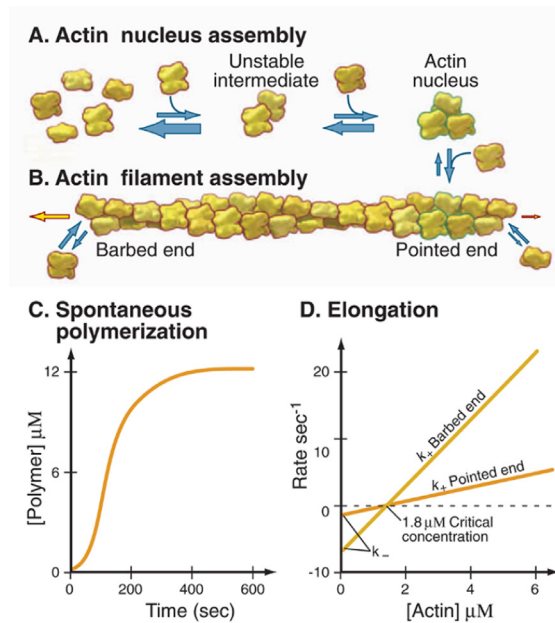 A. Actin nucleus assembly
Unstable
intermediate
Actin
nucleus
B. Actin filament assembly
Barbed end
Pointed end
C. Spontaneous
polymerization
[Polymer] μM
12
6
0
0
200
400
600
Time (sec)
D. Elongation
Rate sec-1
20
10
0
-10
k+ Barbed end
k+ Pointed end
1.8 μM Critical
concentration
k−
0
2
4
6
[Actin] μM